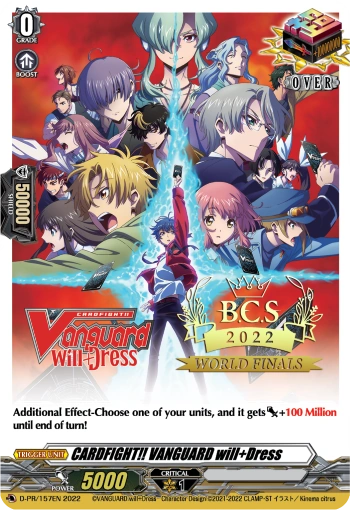 0
GRADE
BOOST
+100000000
OVER
50000
SHIELD
CARDFIGHT!!
Vanguard
will+Dress
B.C.S
2022
WORLD FINALS
Additional Effect-Choose one of your units, and it gets +100 Million
until end of turn!
TRIGGER UNIT
CARDFIGHT!! VANGUARD will+Dress
POWER
5000
CRITICAL
1
D-PR/157EN 2022
©VANGUARD will+Dress Character Design ©2021-2022 CLAMP・ST イラスト／Kinema citrus